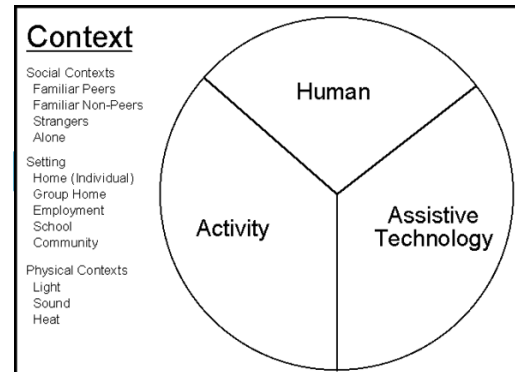 Context
Social Contexts
Familiar Peers
Familiar Non-Peers
Strangers
Alone
Setting
Home (Individual)
Group Home
Employment
School
Community
Physical Contexts
Light
Sound
Heat
Human
Activity
Assistive
Technology